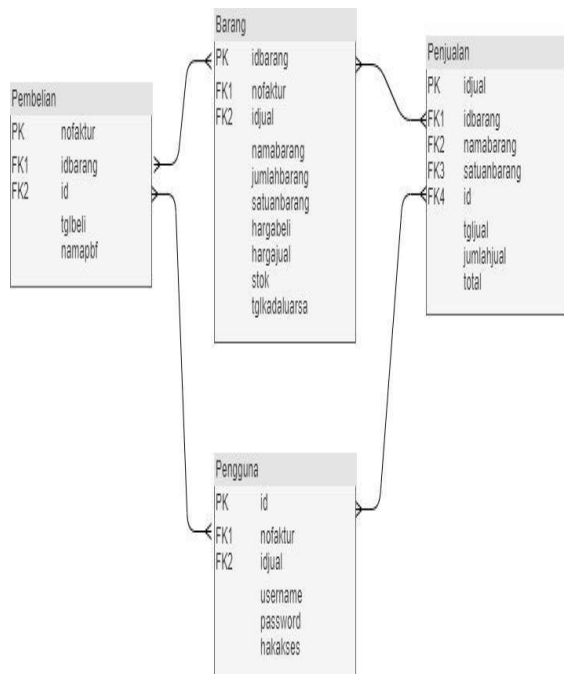 Pembelian
PK nofaktur
FK1 idbarang
FK2 id
tglbeli
namapbf
Barang
PK idbarang
FK1 nofaktur
FK2 idjual
namabarang
jumlahbarang
satuanbarang
hargabeli
hargajual
stok
tglkadaluarsa
Penjualan
PK idjual
FK1 idbarang
FK2 namabarang
FK3 satuanbarang
FK4 id
tgljual
jumlahjual
total
Pengguna
PK id
FK1 nofaktur
FK2 idjual
username
password
hakakses